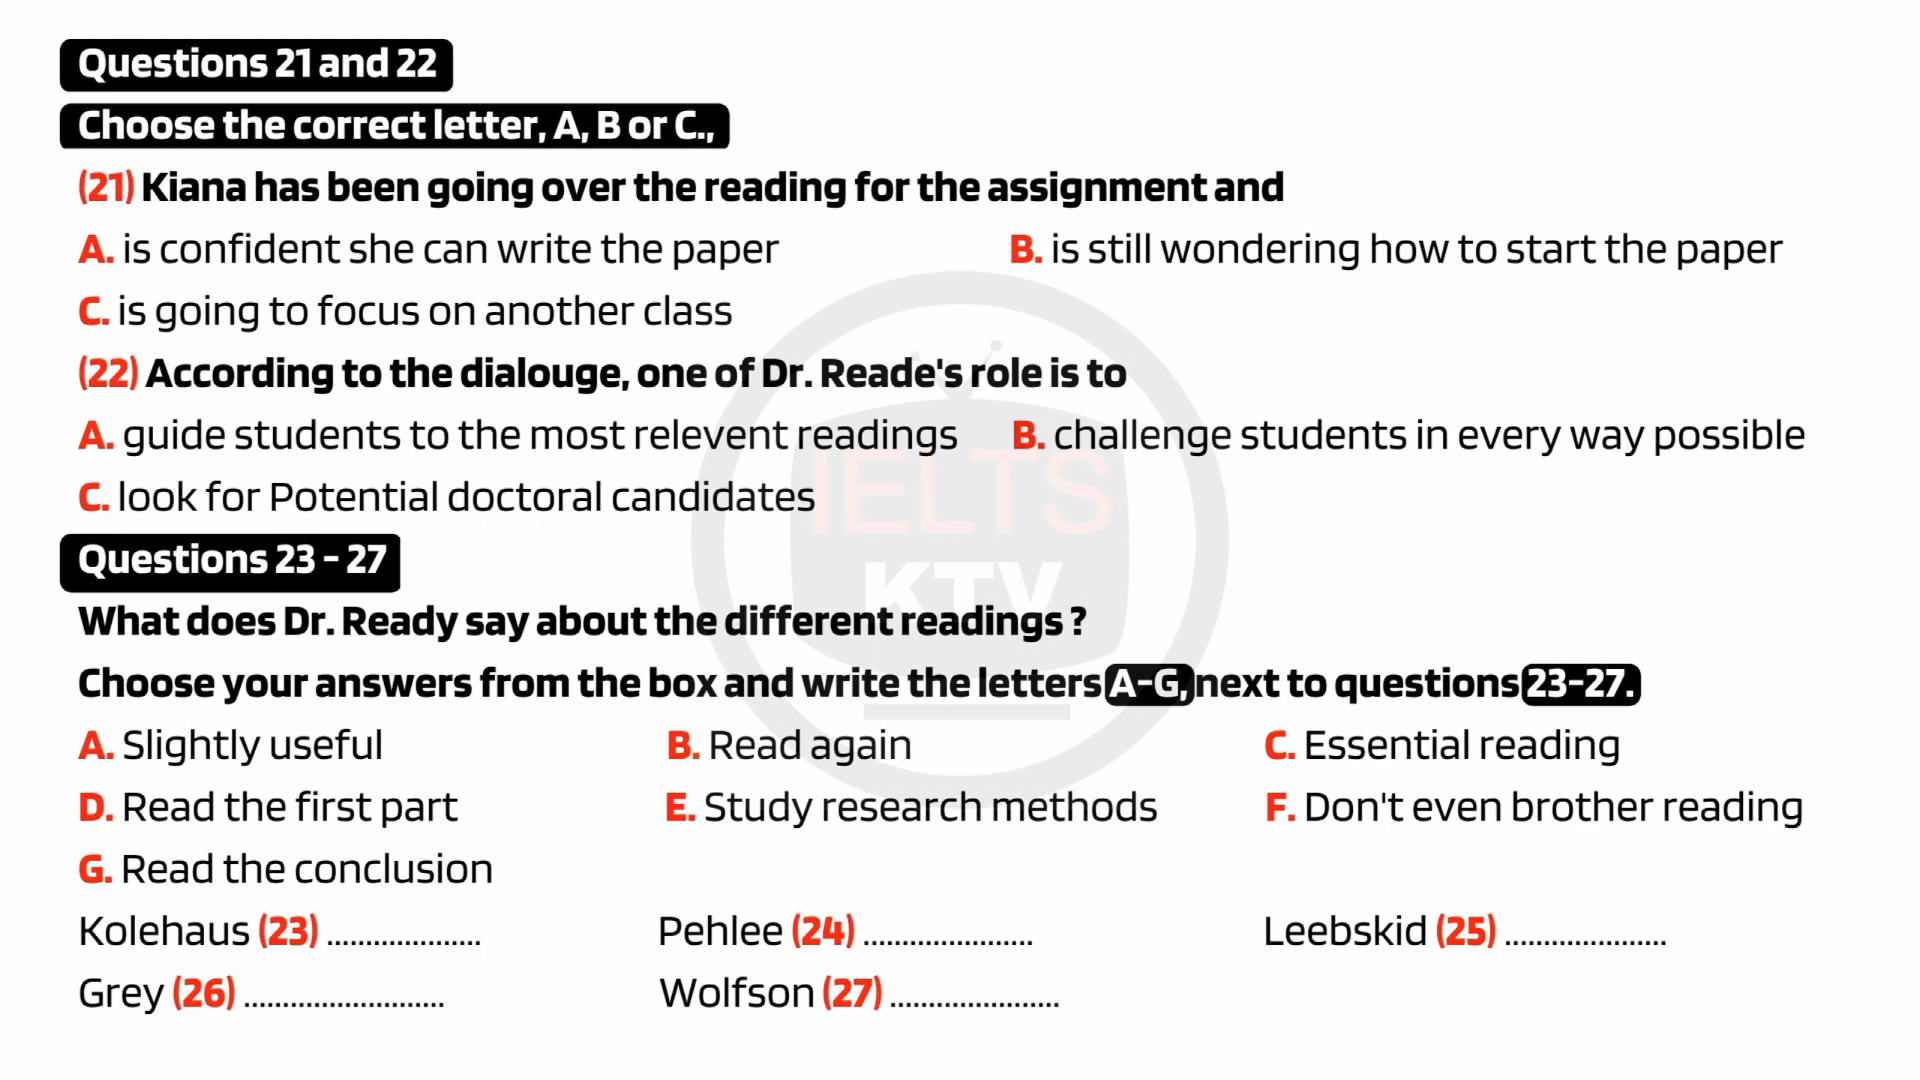 Questions 21 and 22
Choose the correct letter, A, B or C.,
(21) Kiana has been going over the reading for the assignment and
A. is confident she can write the paper B. is still wondering how to start the paper
C. is going to focus on another class
(22) According to the dialouge, one of Dr. Reade's role is to
A. guide students to the most relevent readings B. challenge students in every way possible
C. look for Potential doctoral candidates
IELTS
KTV
Questions 23 - 27
What does Dr. Ready say about the different readings ?
Choose your answers from the box and write the letters A-G, next to questions 23-27.
A. Slightly useful B. Read again C. Essential reading
D. Read the first part E. Study research methods F. Don't even brother reading
G. Read the conclusion
Kolehaus (23) .................... Pehlee (24) ...................... Leebskid (25) .....................
Grey (26) .......................... Wolfson (27) ......................